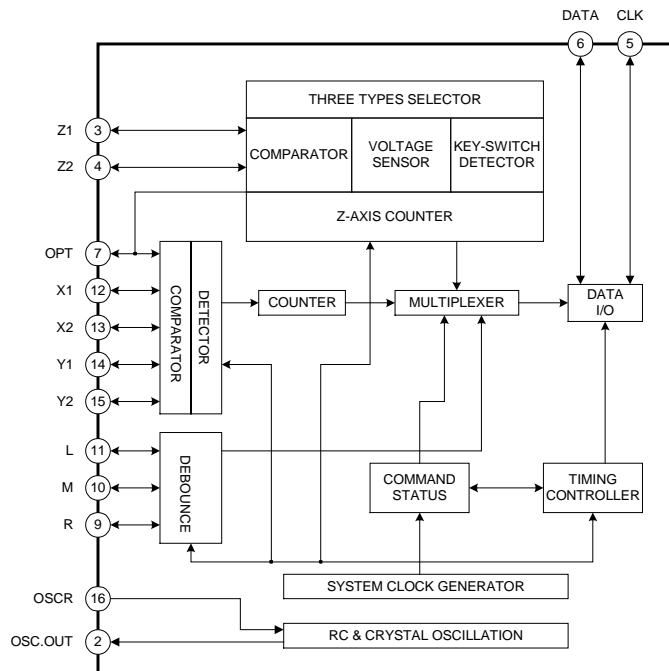 DATA CLK
6 5
THREE TYPES SELECTOR
Z1 3
COMPARATOR
VOLTAGE
SENSOR
KEY-SWITCH
DETECTOR
Z2 4
Z-AXIS COUNTER
OPT 7
X1 12
X2 13
Y1 14
Y2 15
COMPARATOR
DETECTOR
COUNTER
MULTIPLEXER
DATA
I/O
L 11
M 10
R 9
DEBOUNCE
COMMAND
STATUS
TIMING
CONTROLLER
SYSTEM CLOCK GENERATOR
OSCR 16
OSC.OUT 2
RC & CRYSTAL OSCILLATION